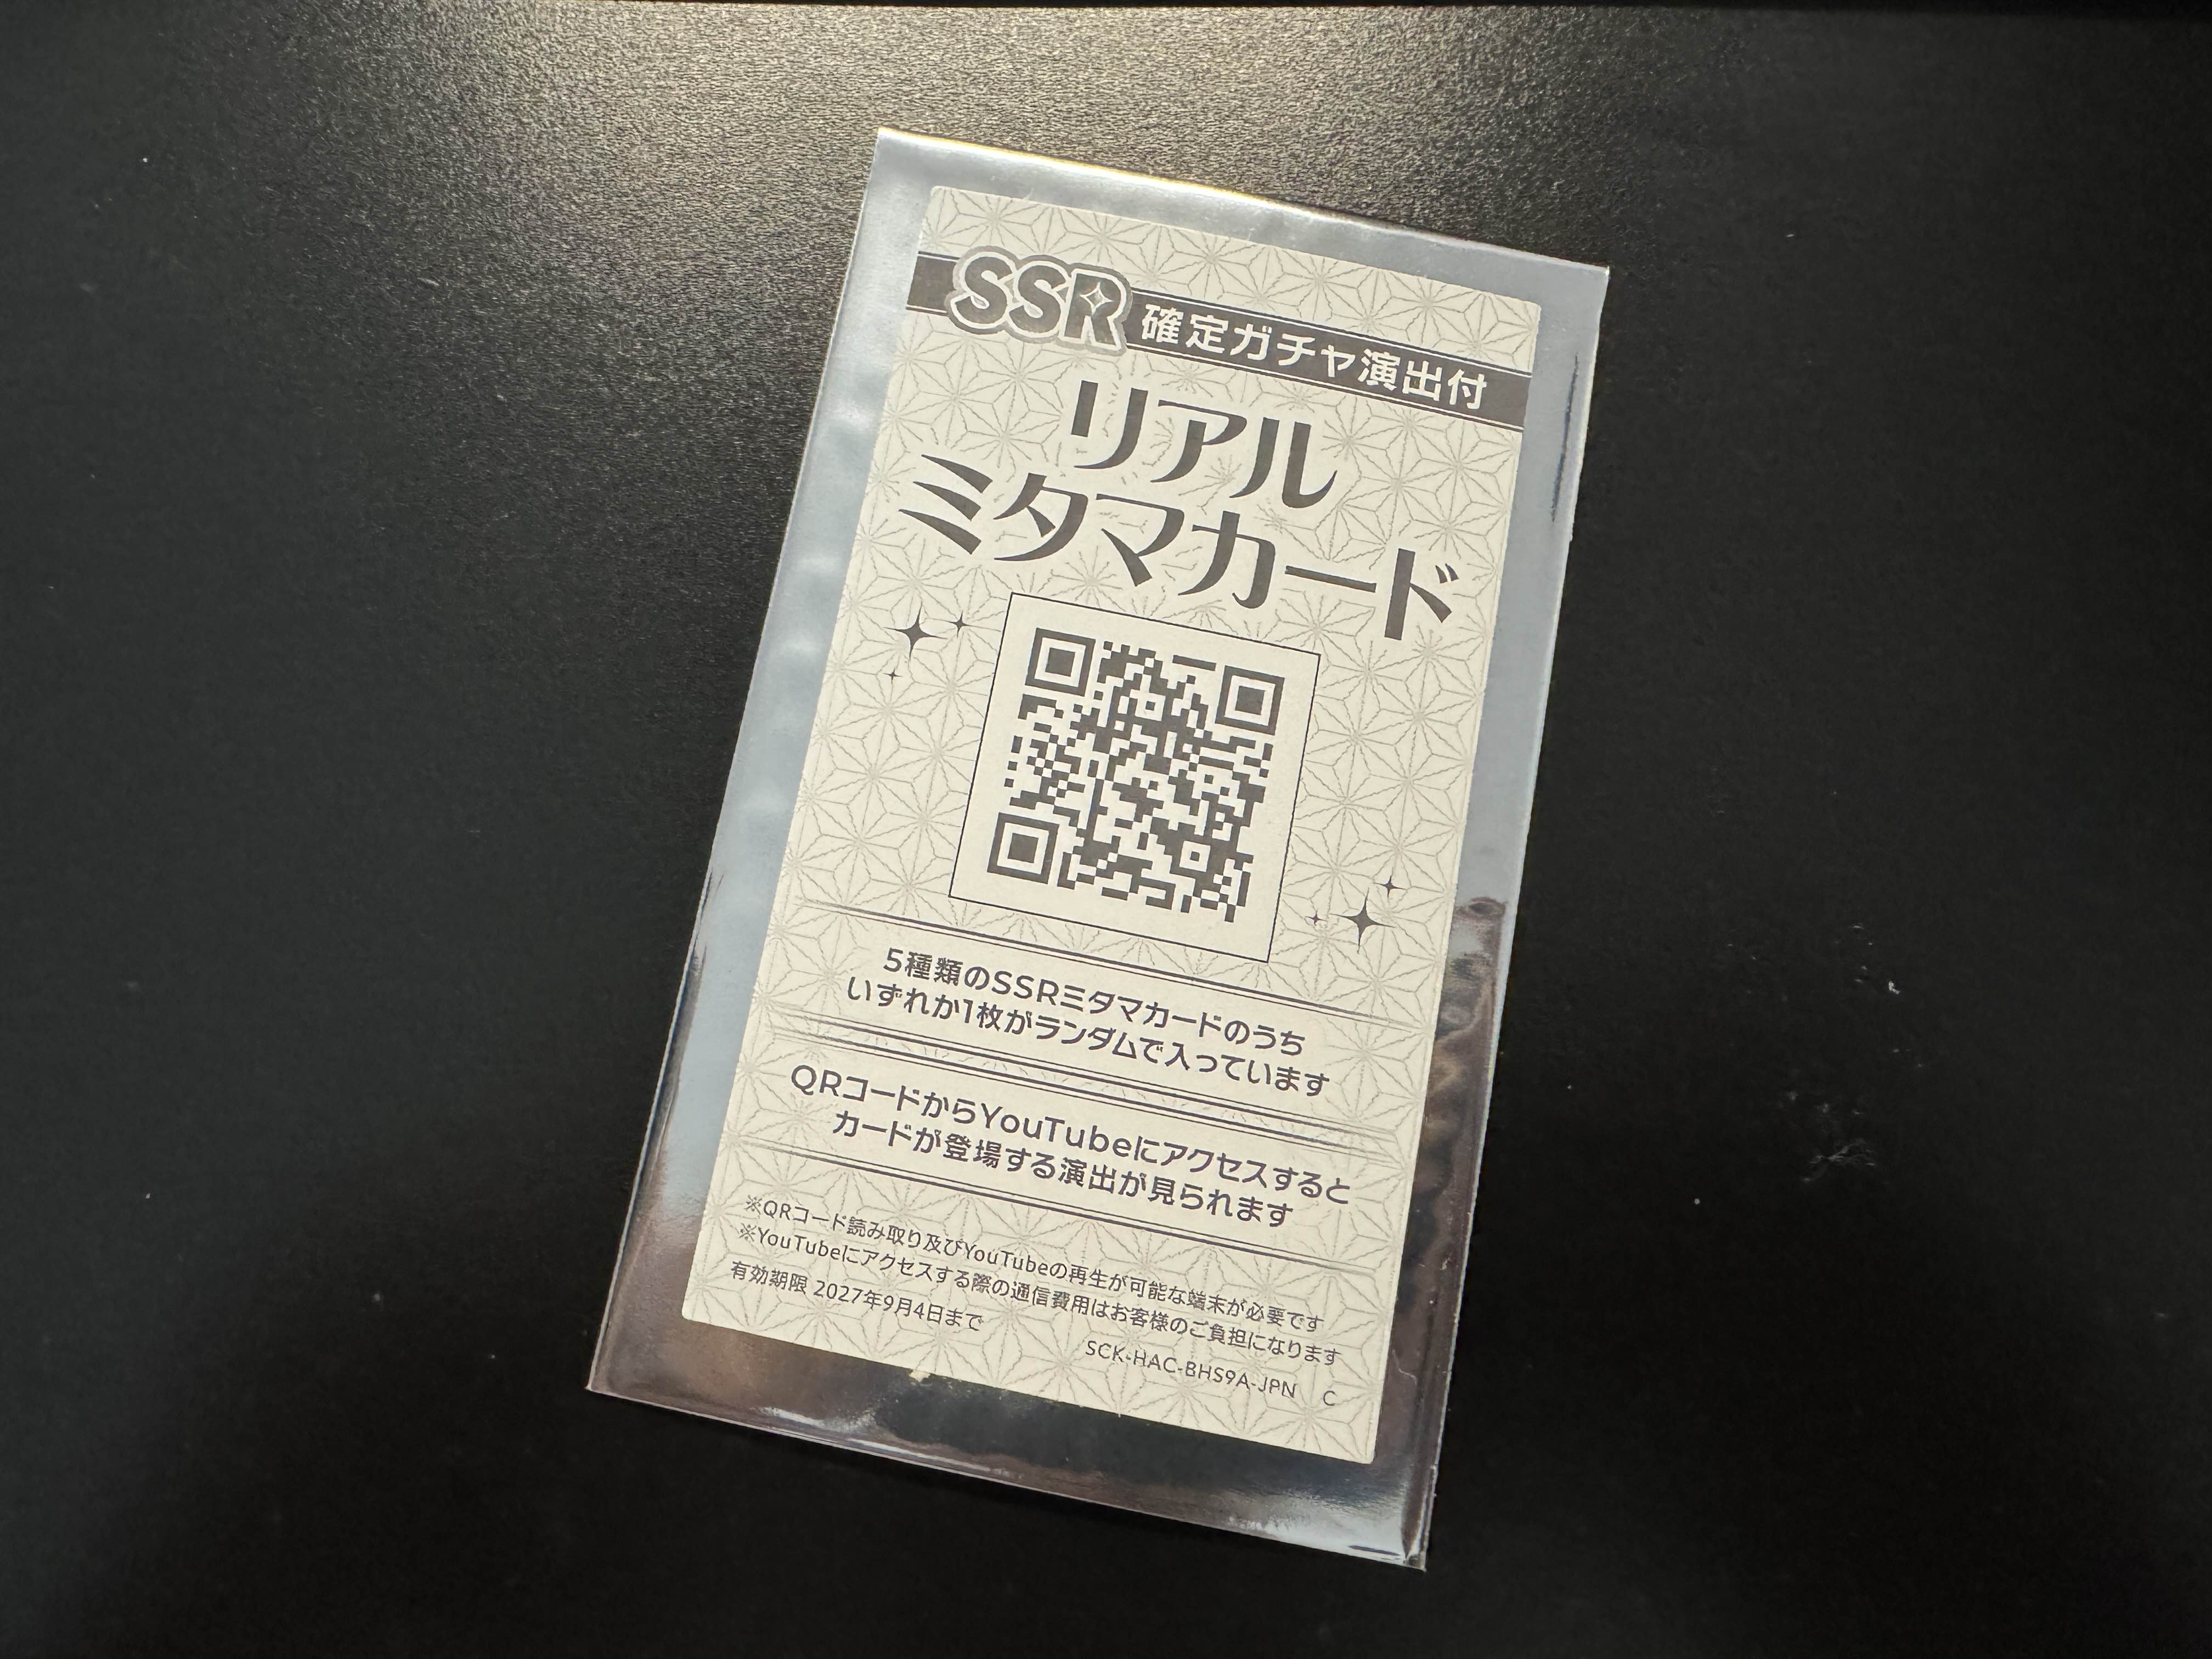 SSR確定ガチャ演出付
リアル
ミタマカード
5種類のSSRミタマカードのうち
いずれか1枚がランダムで入っています
QRコードからYouTubeにアクセスすると
カードが登場する演出が見られます
※QRコード読み取り及びYouTubeの再生が可能な端末が必要です
※YouTubeにアクセスする際の通信費用はお客様のご負担になります
有効期限 2027年9月4日まで
SCK-HAC-BHS9A-JPN C